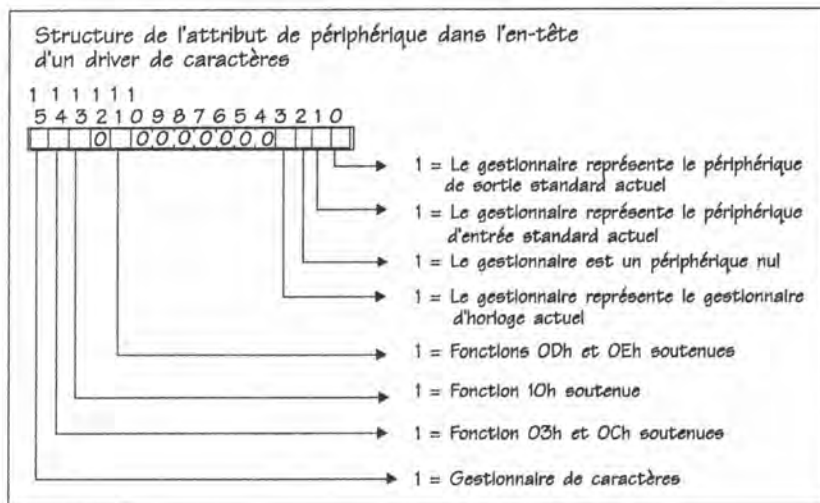 Structure de l'attribut de périphérique dans l'en-tête
d'un driver de caractères
1 1 1 1 1 1
5 4 3 2 1 0 9 8 7 6 5 4 3 2 1 0
0 0,0,0,0,0,0,0
1 = Le gestionnaire représente le périphérique
de sortie standard actuel
1 = Le gestionnaire représente le périphérique
d'entrée standard actuel
1 = Le gestionnaire est un périphérique nul
1 = Le gestionnaire représente le gestionnaire
d'horloge actuel
1 = Fonctions 0Dh et 0Eh soutenues
1 = Fonction 10h soutenue
1 = Fonction 03h et 0Ch soutenues
1 = Gestionnaire de caractères